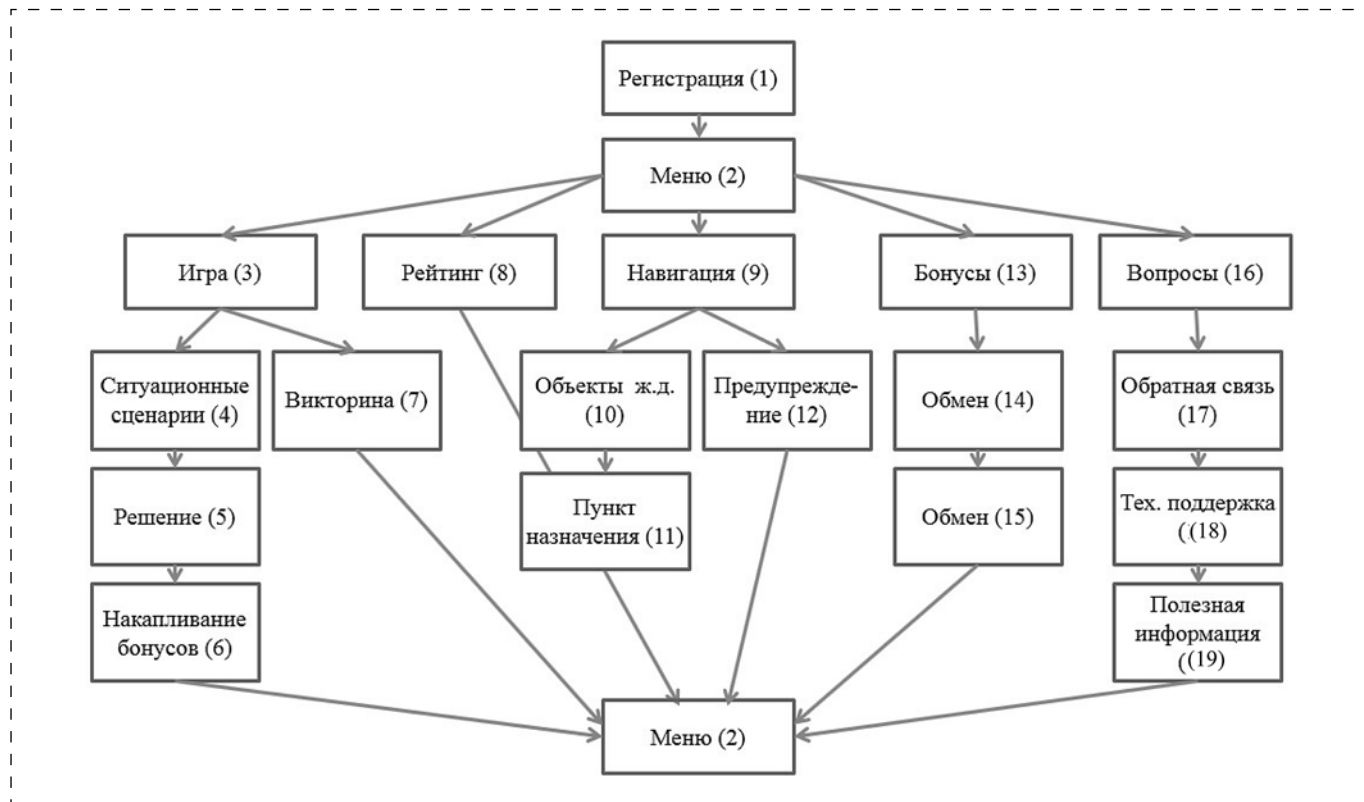 Регистрация (1)
Меню (2)
Игра (3)
Рейтинг (8)
Навигация (9)
Бонусы (13)
Вопросы (16)
Ситуационные
сценарии (4)
Викторина (7)
Объекты ж.д.
(10)
Предупрежде-
ние (12)
Обмен (14)
Обратная связь
(17)
Решение (5)
Пункт
назначения (11)
Обмен (15)
Тех. поддержка
((18)
Накапливание
бонусов (6)
Полезная
информация
((19)
Меню (2)